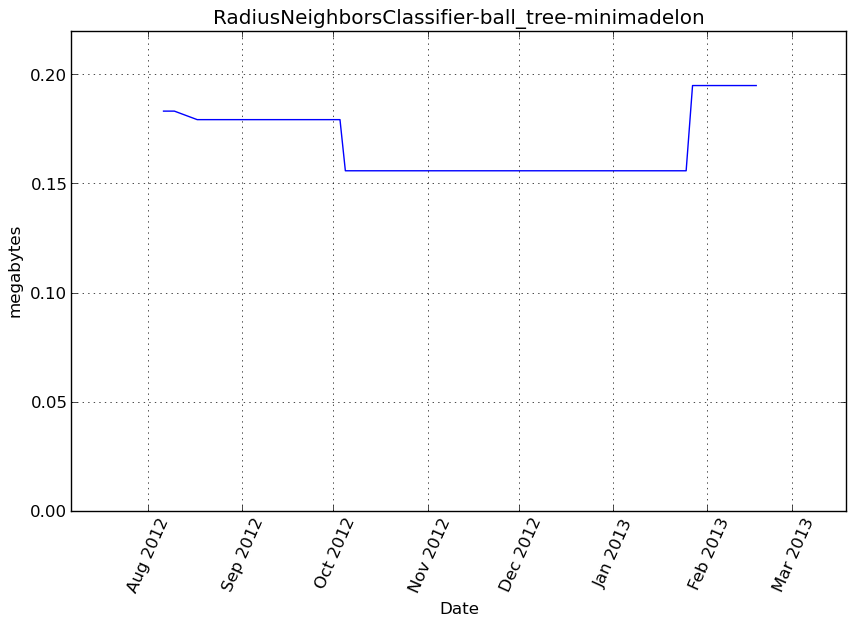 RadiusNeighborsClassifier-ball_tree-minimadelon
0.20
0.15
0.10
0.05
0.00
megabytes
Aug 2012
Sep 2012
Oct 2012
Nov 2012
Dec 2012
Jan 2013
Feb 2013
Mar 2013
Date